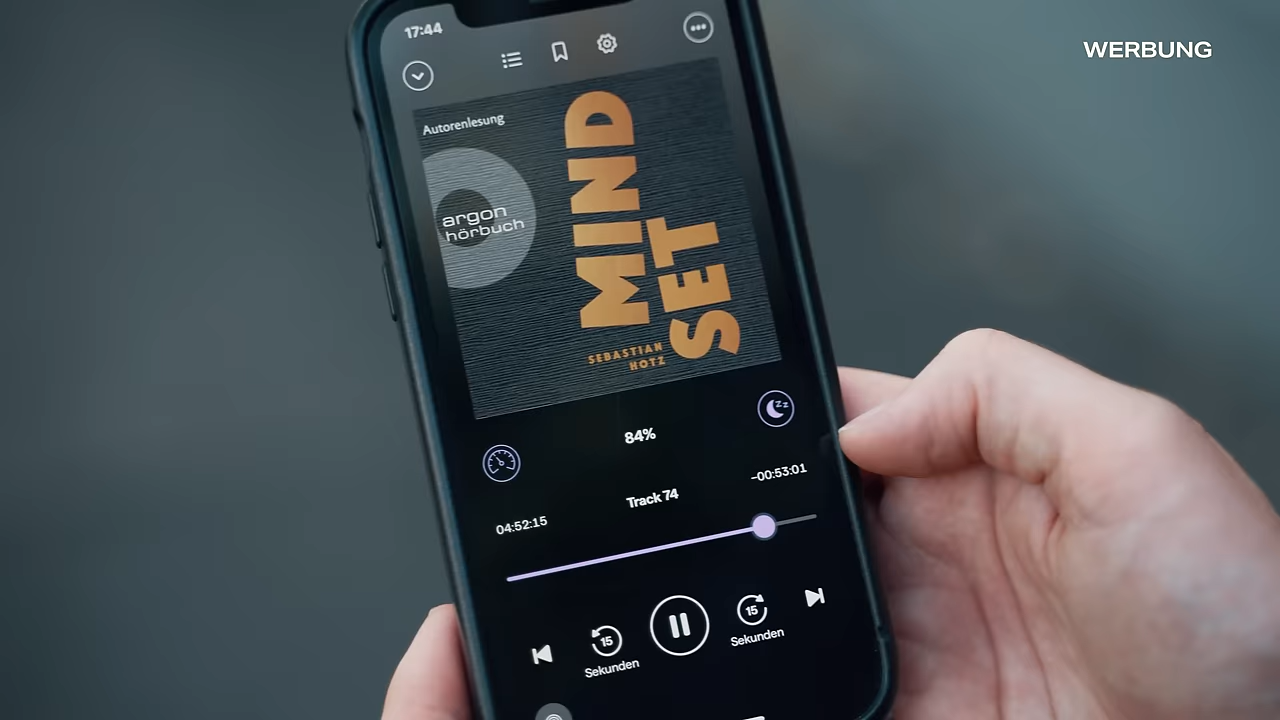 17:44
WERBUNG
Autorenlesung
argon
hörbuch
MIND
SET
SEBASTIAN
HOTZ
84%
04:52:15
Track 74
-00:53:01
15
Sekunden
15
Sekunden